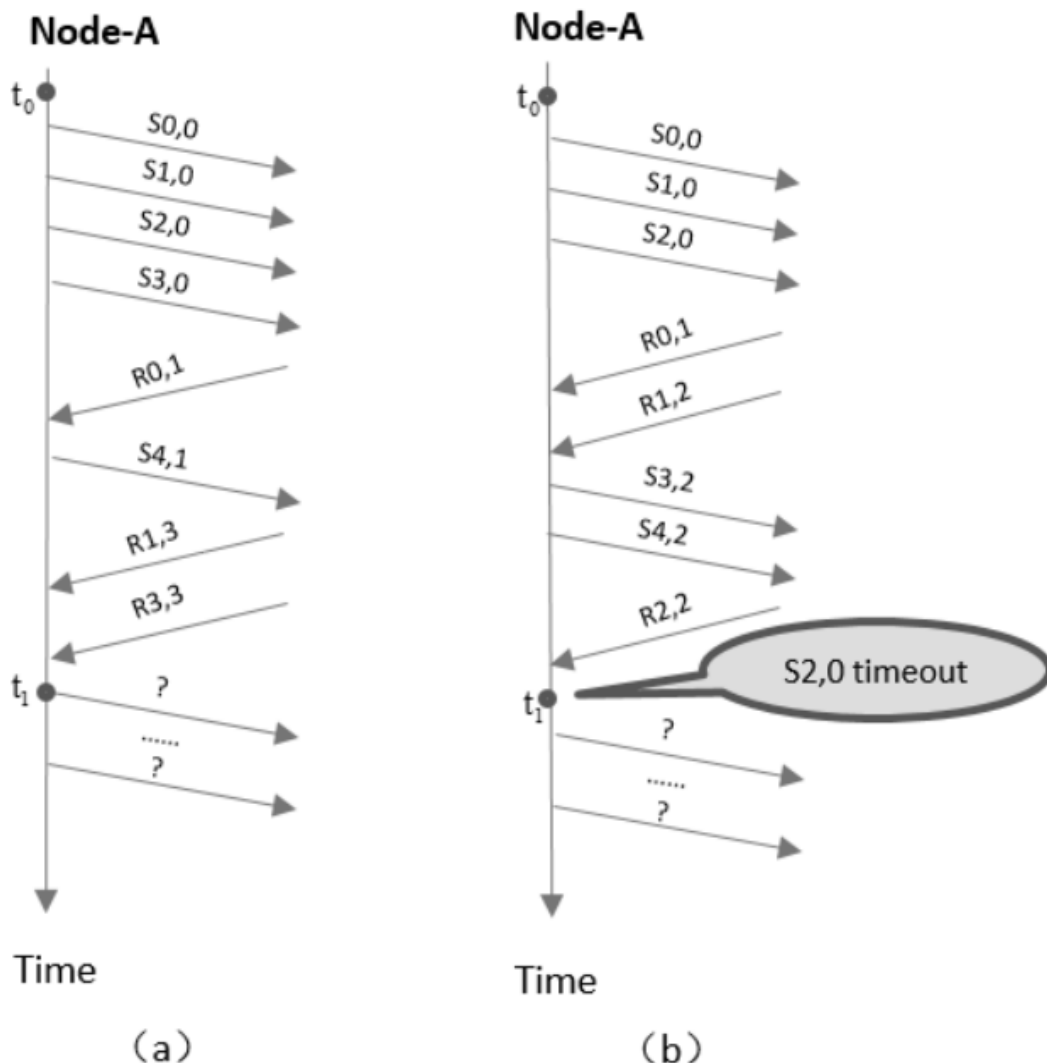 Node-A
t0
S0,0
S1,0
S2,0
S3,0
R0,1
S4,1
R1,3
R3,3
t1
?
......
?
Time
(a)
Node-A
t0
S0,0
S1,0
S2,0
R0,1
R1,2
S3,2
S4,2
R2,2
S2,0 timeout
t1
?
......
?
Time
(b)